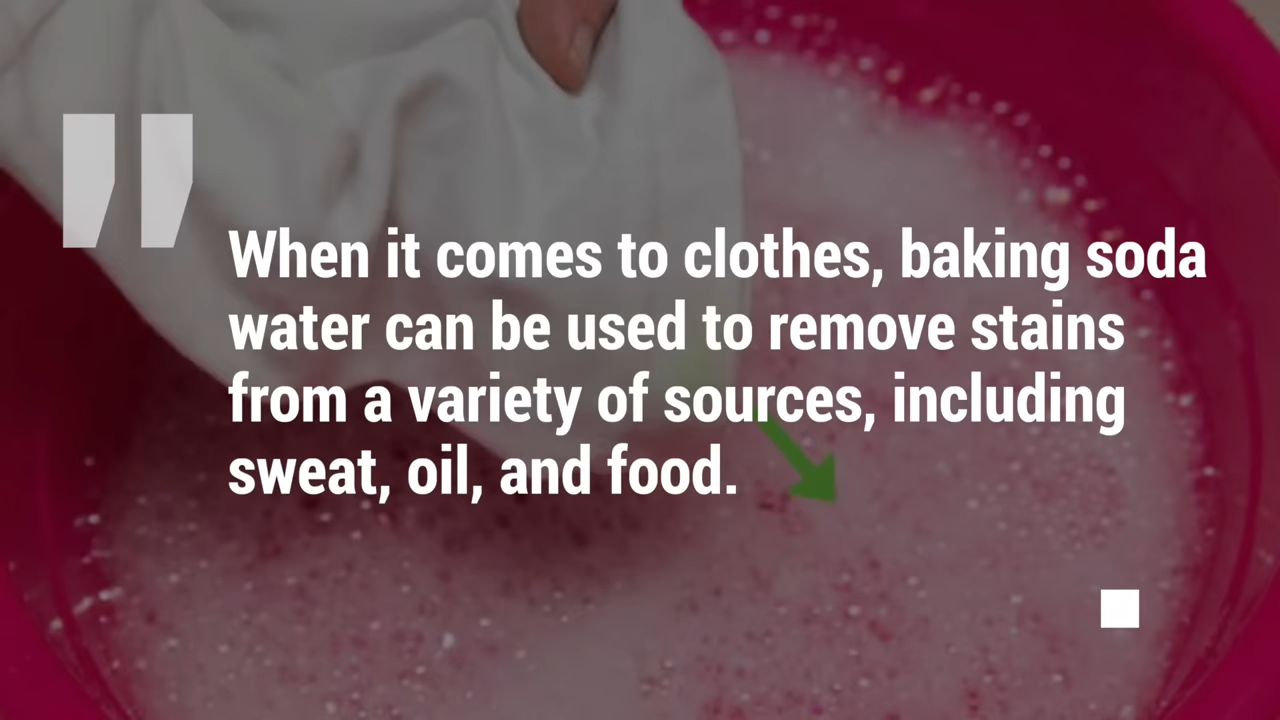 "
When it comes to clothes, baking soda
water can be used to remove stains
from a variety of sources, including
sweat, oil, and food.